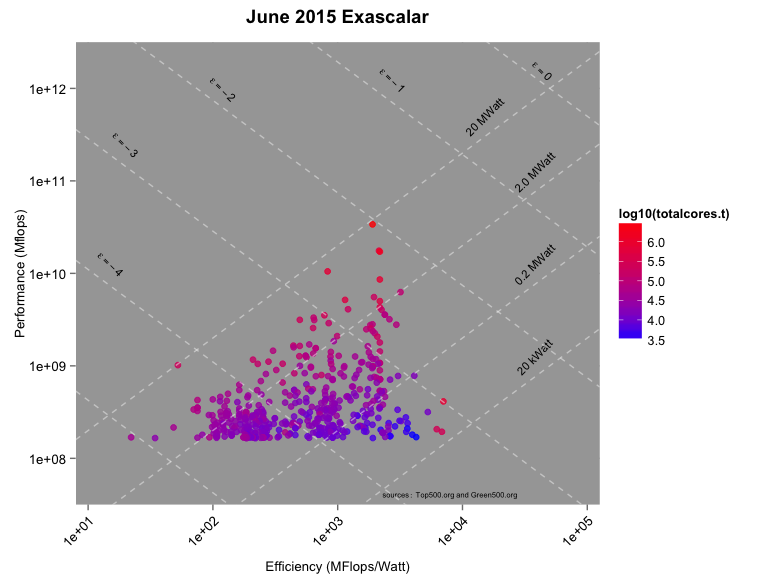 June 2015 Exascalar
Performance (Mflops)
1e+12
1e+11
1e+10
1e+09
1e+08
ε = −4
ε = −3
ε = −2
ε = −1
ε = 0
20 MWatt
2.0 MWatt
0.2 MWatt
20 kWatt
sources : Top500.org and Green500.org
1e+01
1e+02
1e+03
1e+04
1e+05
Efficiency (MFlops/Watt)
log10(totalcores.t)
6.0
5.5
5.0
4.5
4.0
3.5